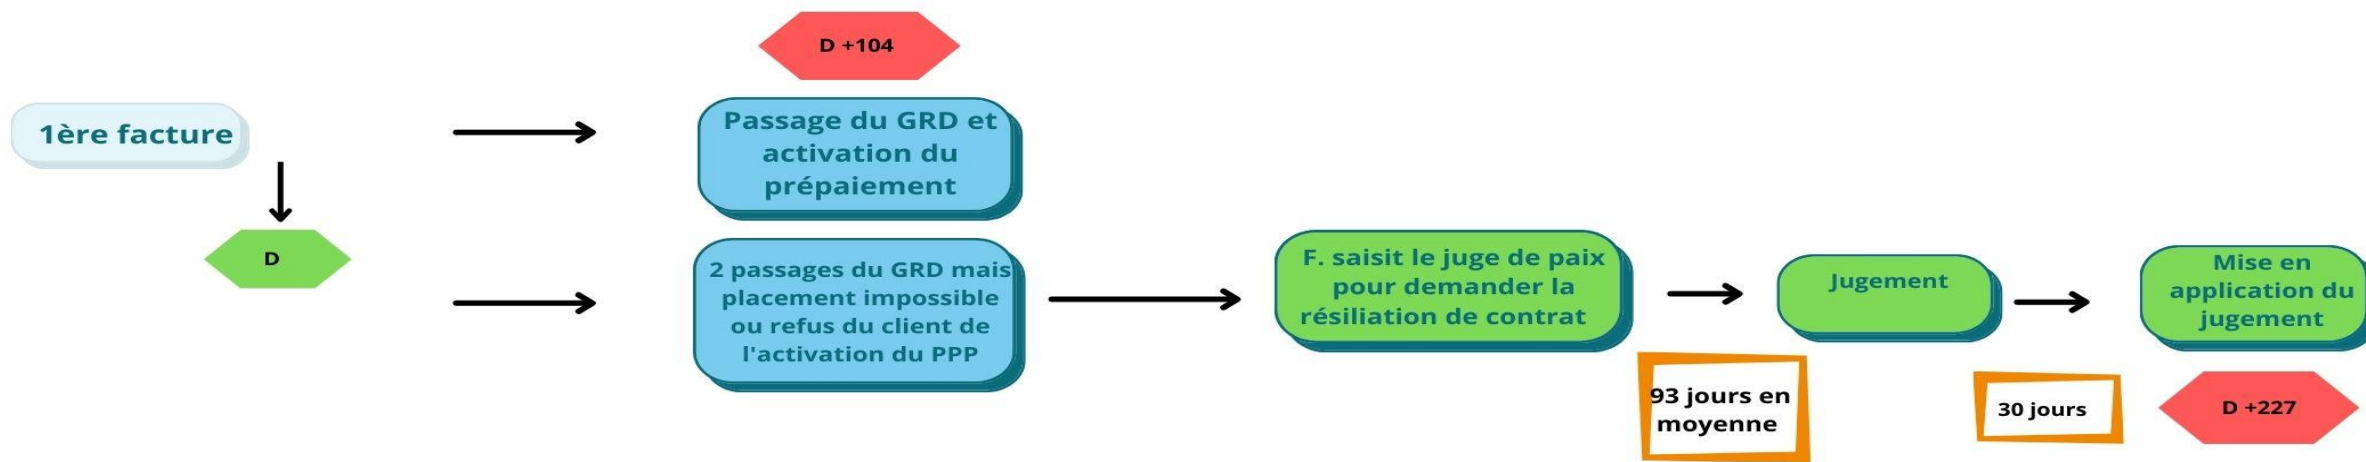 D +104
1ère facture
Passage du GRD et
activation du
prépaiement
D
2 passages du GRD mais
placement impossible
ou refus du client de
l'activation du PPP
F. saisit le juge de paix
pour demander la
résiliation de contrat
Jugement
Mise en
application du
jugement
93 jours en
moyenne
30 jours
D +227